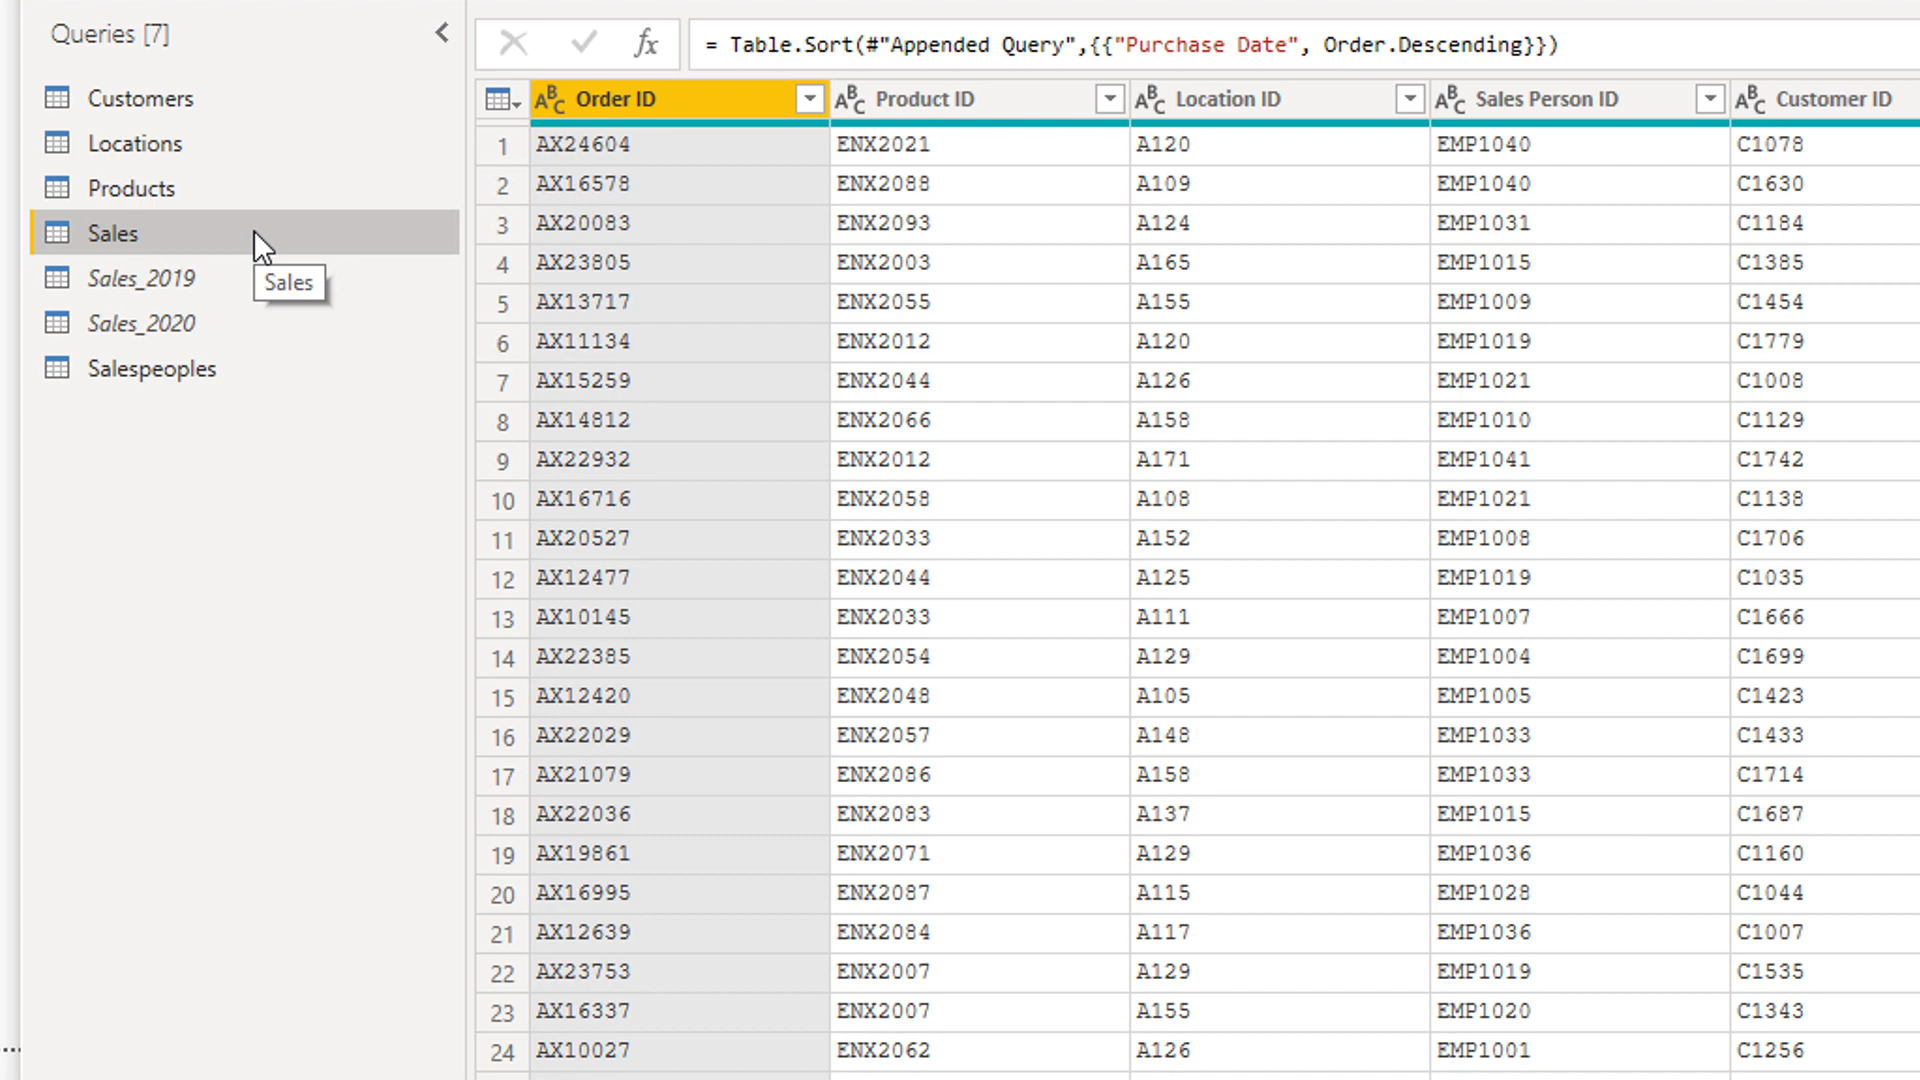 Queries [7]
Customers
Locations
Products
Sales
Sales
Sales_2019
Sales_2020
Salespeoples
fx = Table.Sort(#"Appended Query",{{"Purchase Date", Order.Descending}})
ABC Order ID ABC Product ID ABC Location ID ABC Sales Person ID ABC Customer ID
1 AX24604 ENX2021 A120 EMP1040 C1078
2 AX16578 ENX2088 A109 EMP1040 C1630
3 AX20083 ENX2093 A124 EMP1031 C1184
4 AX23805 ENX2003 A165 EMP1015 C1385
5 AX13717 ENX2055 A155 EMP1009 C1454
6 AX11134 ENX2012 A120 EMP1019 C1779
7 AX15259 ENX2044 A126 EMP1021 C1008
8 AX14812 ENX2066 A158 EMP1010 C1129
9 AX22932 ENX2012 A171 EMP1041 C1742
10 AX16716 ENX2058 A108 EMP1021 C1138
11 AX20527 ENX2033 A152 EMP1008 C1706
12 AX12477 ENX2044 A125 EMP1019 C1035
13 AX10145 ENX2033 A111 EMP1007 C1666
14 AX22385 ENX2054 A129 EMP1004 C1699
15 AX12420 ENX2048 A105 EMP1005 C1423
16 AX22029 ENX2057 A148 EMP1033 C1433
17 AX21079 ENX2086 A158 EMP1033 C1714
18 AX22036 ENX2083 A137 EMP1015 C1687
19 AX19861 ENX2071 A129 EMP1036 C1160
20 AX16995 ENX2087 A115 EMP1028 C1044
21 AX12639 ENX2084 A117 EMP1036 C1007
22 AX23753 ENX2007 A129 EMP1019 C1535
23 AX16337 ENX2007 A155 EMP1020 C1343
24 AX10027 ENX2062 A126 EMP1001 C1256